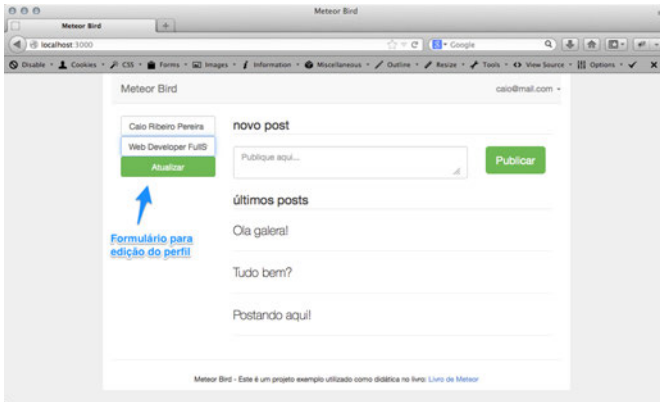 Meteor Bird
Meteor Bird
localhost:3000
Google
Disable Cookies CSS Forms Images Information Miscellaneous Outline Resize Tools View Source Options
Meteor Bird
caio@mail.com
Caio Ribeiro Pereira
Web Developer FullS
Atualizar
novo post
Publique aqui...
Publicar
últimos posts
Ola galera!
Tudo bem?
Postando aqui!
Formulário para
edição do perfil
Meteor Bird - Este é um projeto exemplo utilizado como didática no livro: Livro de Meteor